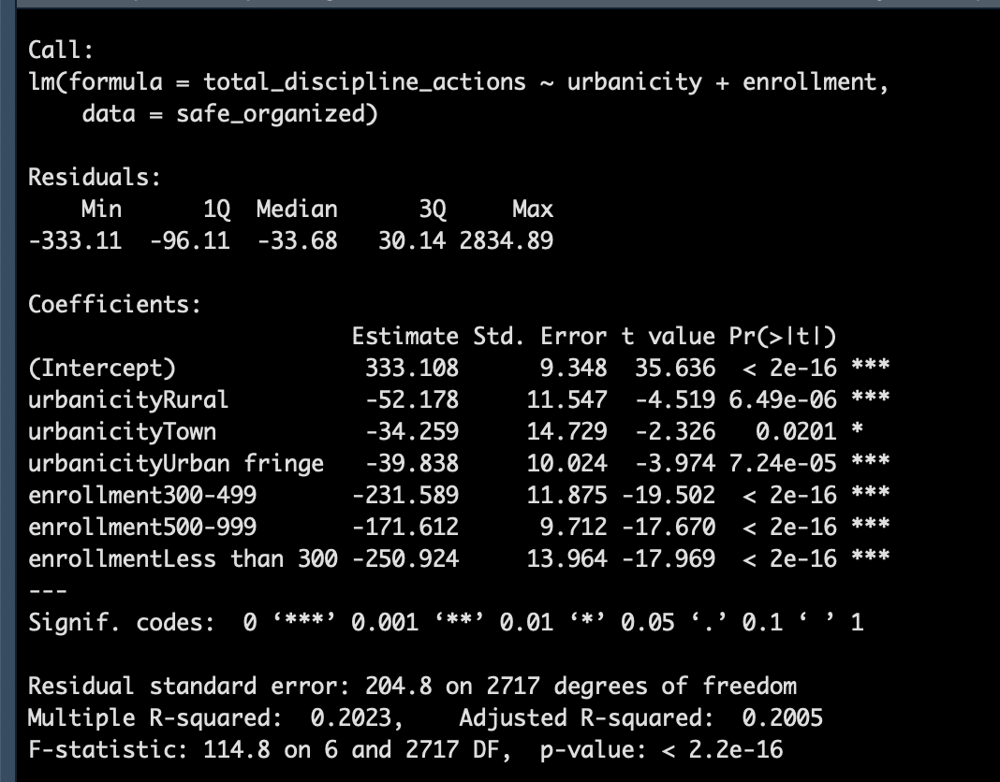 Call:
lm(formula = total_discipline_actions ~ urbanicity + enrollment,
    data = safe_organized)
Residuals:
    Min      1Q  Median      3Q     Max
-333.11  -96.11  -33.68   30.14 2834.89
Coefficients:
                        Estimate Std. Error t value Pr(>|t|)
(Intercept)              333.108      9.348  35.636  < 2e-16 ***
urbanicityRural          -52.178     11.547  -4.519 6.49e-06 ***
urbanicityTown           -34.259     14.729  -2.326   0.0201 *
urbanicityUrban fringe   -39.838     10.024  -3.974 7.24e-05 ***
enrollment300-499       -231.589     11.875 -19.502  < 2e-16 ***
enrollment500-999       -171.612      9.712 -17.670  < 2e-16 ***
enrollmentLess than 300 -250.924     13.964 -17.969  < 2e-16 ***
---
Signif. codes:  0 ‘***’ 0.001 ‘**’ 0.01 ‘*’ 0.05 ‘.’ 0.1 ‘ ’ 1
Residual standard error: 204.8 on 2717 degrees of freedom
Multiple R-squared:  0.2023,    Adjusted R-squared:  0.2005
F-statistic: 114.8 on 6 and 2717 DF,  p-value: < 2.2e-16